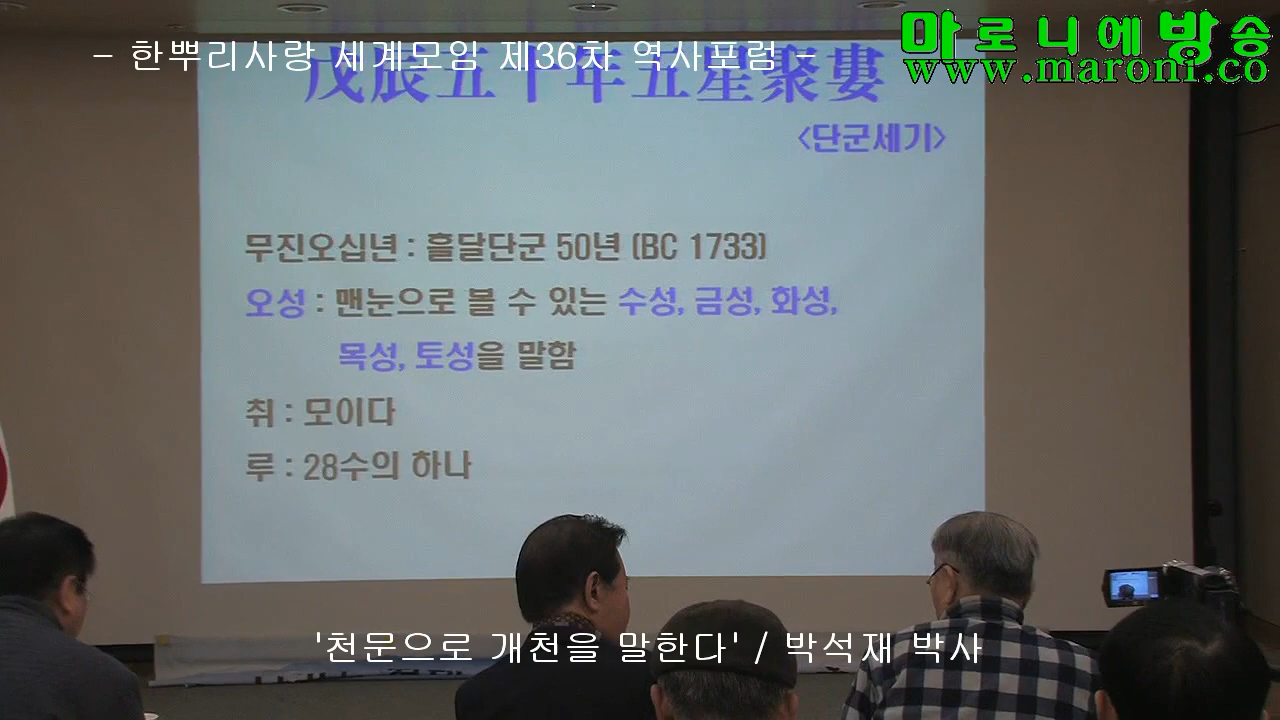 - 한뿌리사랑 세계모임 제36차 역사포럼 -
마로니에방송
www.maroni.co
戊辰五十年五星聚婁
<단군세기>
무진오십년 : 흘달단군 50년 (BC 1733)
오성 : 맨눈으로 볼 수 있는 수성, 금성, 화성,
목성, 토성을 말함
취 : 모이다
루 : 28수의 하나
'천문으로 개천을 말한다' / 박석재 박사